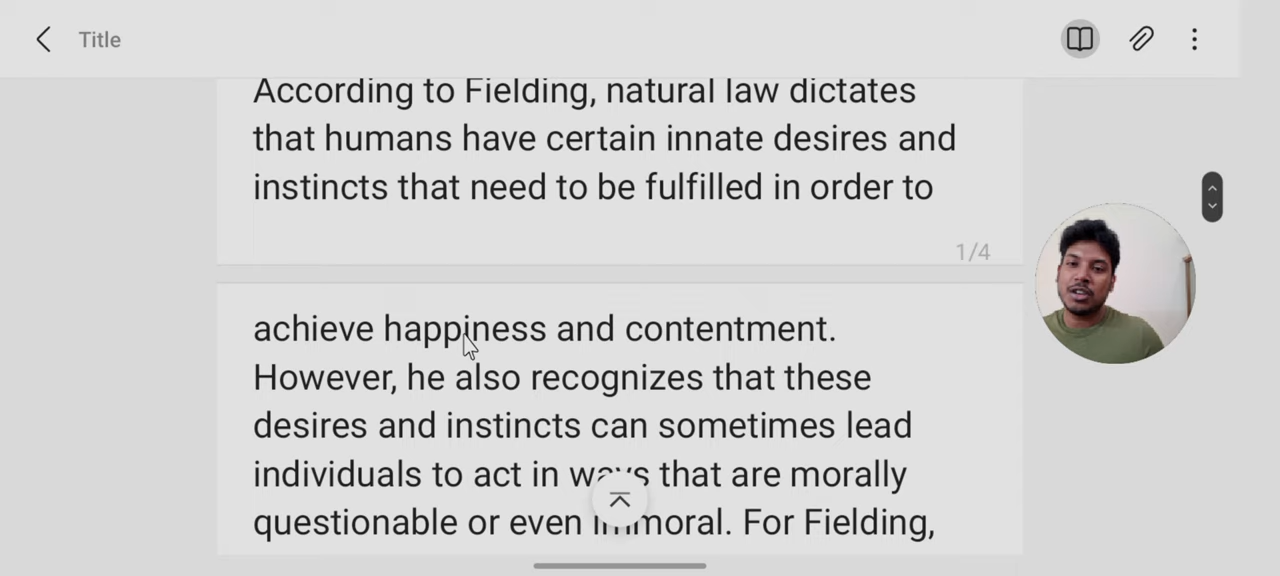 Title
According to Fielding, natural law dictates
that humans have certain innate desires and
instincts that need to be fulfilled in order to
1/4
achieve happiness and contentment.
However, he also recognizes that these
desires and instincts can sometimes lead
individuals to act in ways that are morally
questionable or even immoral. For Fielding,